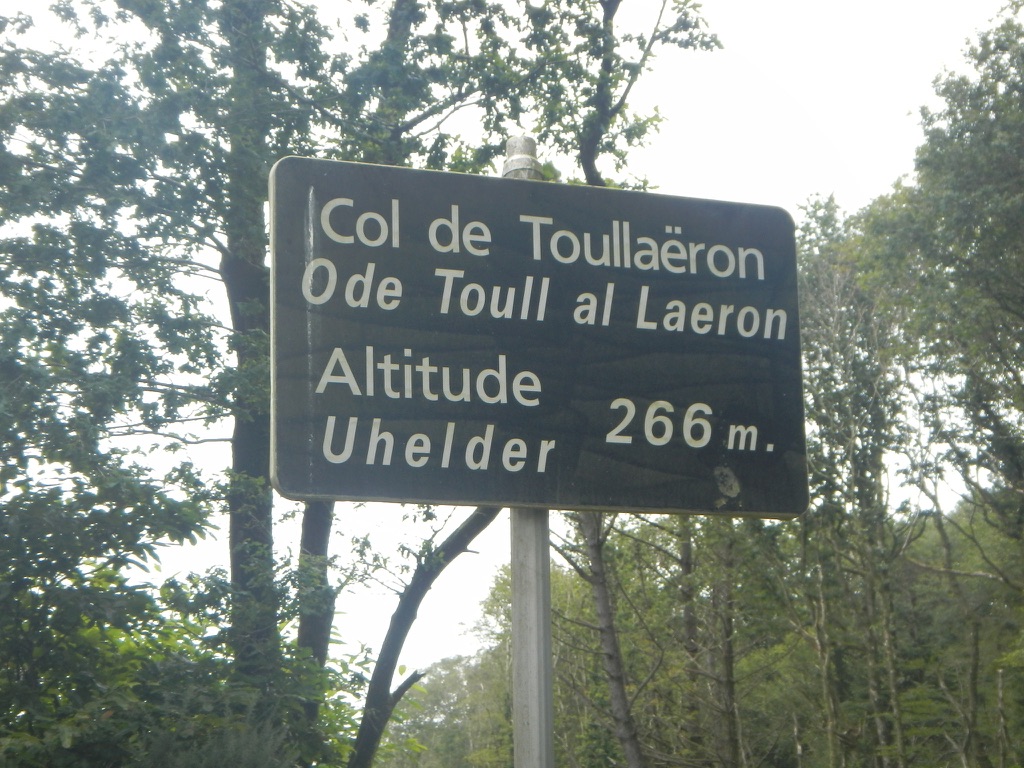 Col de Toullaëron
Ode Toull al Laeron
Altitude
Uhelder 266 m.